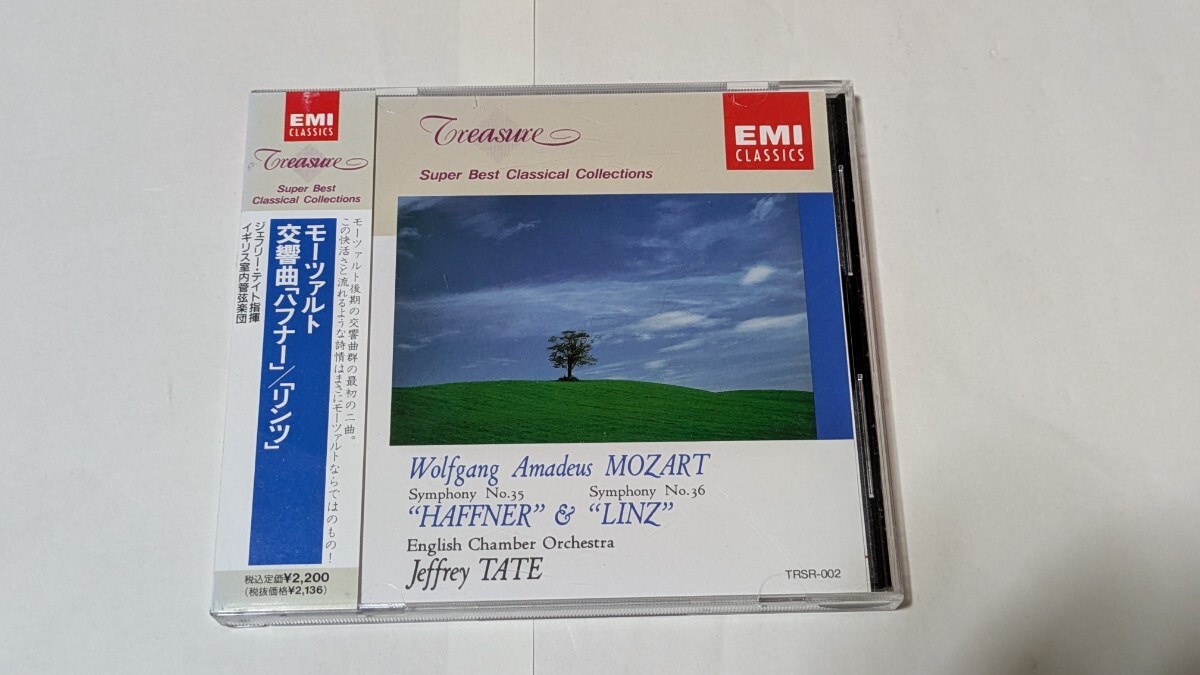 EMI
CLASSICS
Treasure
Super Best
Classical Collections
モーツァルト後期の交響曲群の最初の二曲。
この快活さと流れるような詩情はまさにモーツァルトならではのもの!
モーツァルト
交響曲「ハフナー」/「リンツ」
ジェフリー・テイト指揮
イギリス室内管弦楽団
税込定価¥2,200
(税抜価格¥2,136)
Treasure
Super Best Classical Collections
EMI
CLASSICS
Wolfgang Amadeus MOZART
Symphony No.35 Symphony No.36
“HAFFNER” & “LINZ”
English Chamber Orchestra
Jeffrey TATE
TRSR-002